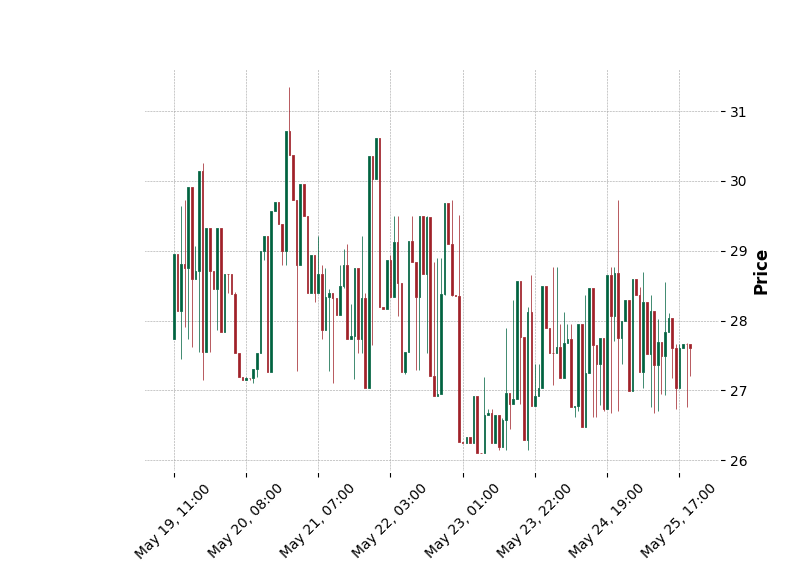 31
30
29
28
27
26
Price
May 19, 11:00
May 20, 08:00
May 21, 07:00
May 22, 03:00
May 23, 01:00
May 23, 22:00
May 24, 19:00
May 25, 17:00